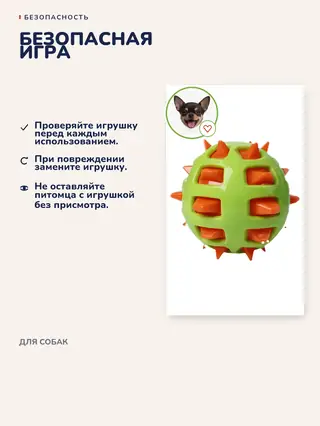 БЕЗОПАСНОСТЬ
БЕЗОПАСНАЯ
ИГРА
Проверяйте игрушку
перед каждым
использованием.
При повреждении
замените игрушку.
Не оставляйте
питомца с игрушкой
без присмотра.
ДЛЯ СОБАК